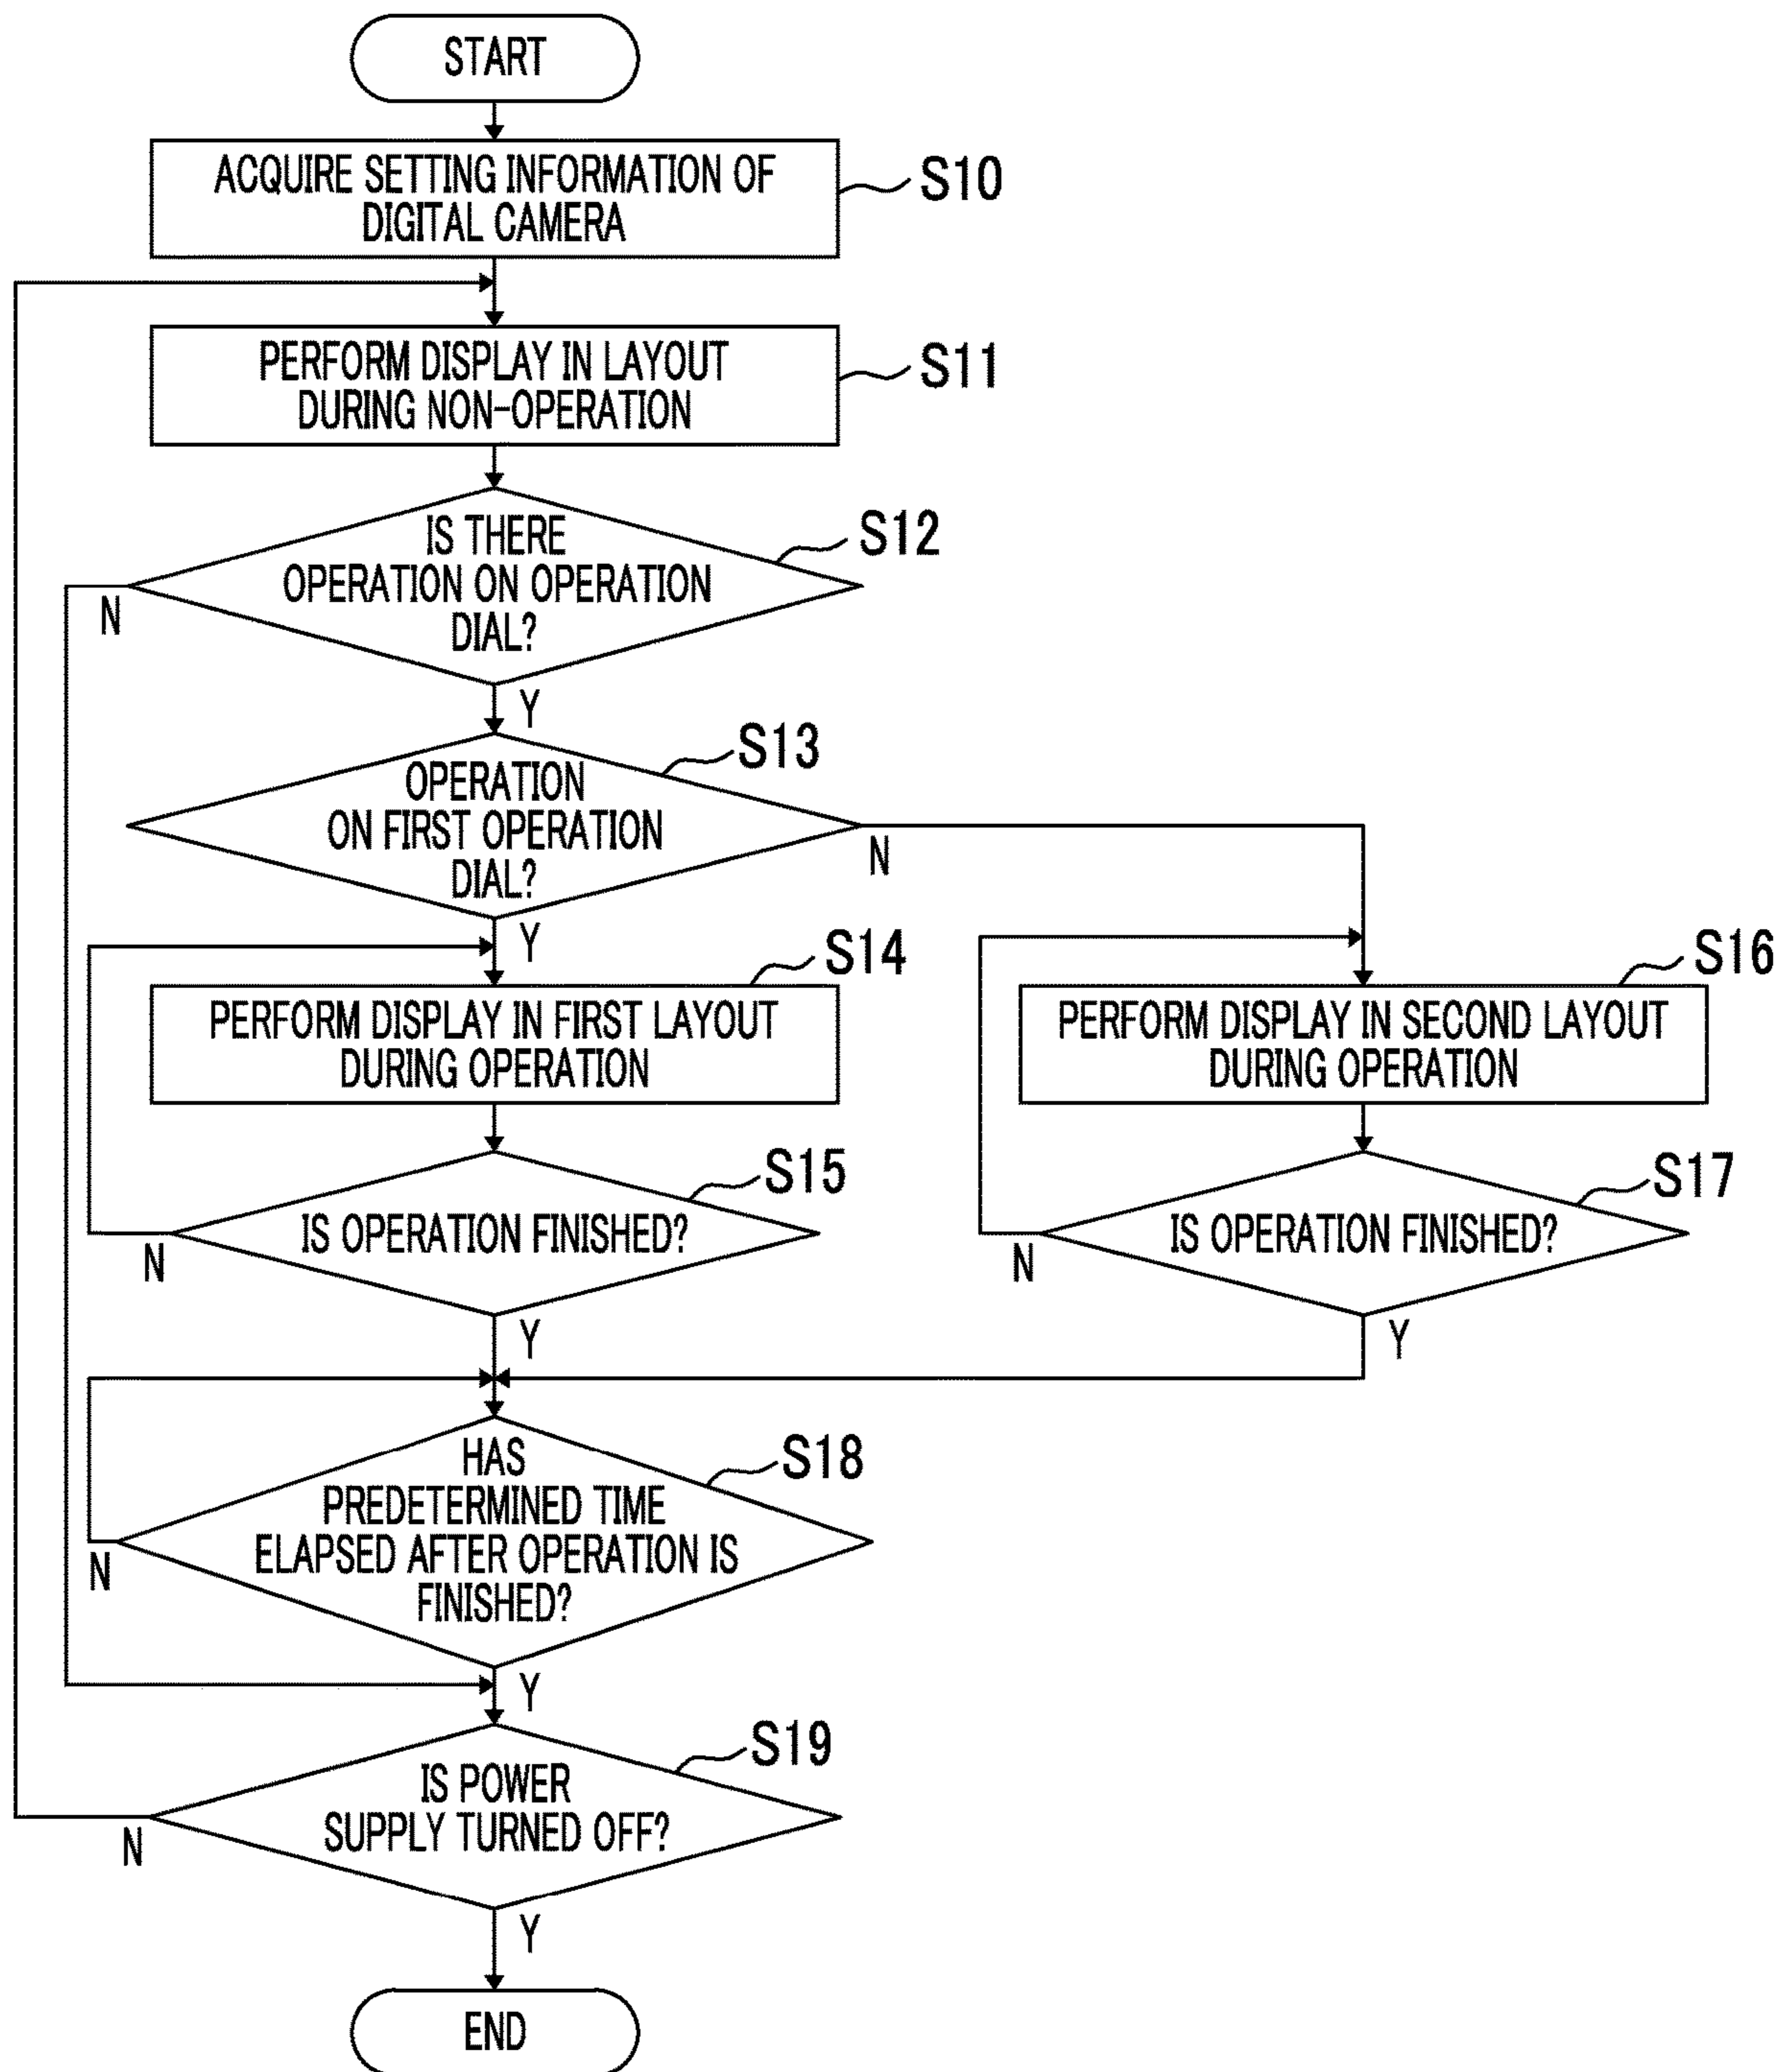 START
ACQUIRE SETTING INFORMATION OF
DIGITAL CAMERA
S10
PERFORM DISPLAY IN LAYOUT
DURING NON-OPERATION
S11
IS THERE
OPERATION ON OPERATION
DIAL?
S12
N
Y
OPERATION
ON FIRST OPERATION
DIAL?
S13
N
Y
PERFORM DISPLAY IN FIRST LAYOUT
DURING OPERATION
S14
PERFORM DISPLAY IN SECOND LAYOUT
DURING OPERATION
S16
IS OPERATION FINISHED?
S15
N
Y
IS OPERATION FINISHED?
S17
N
Y
HAS
PREDETERMINED TIME
ELAPSED AFTER OPERATION IS
FINISHED?
S18
N
Y
IS POWER
SUPPLY TURNED OFF?
S19
N
Y
END